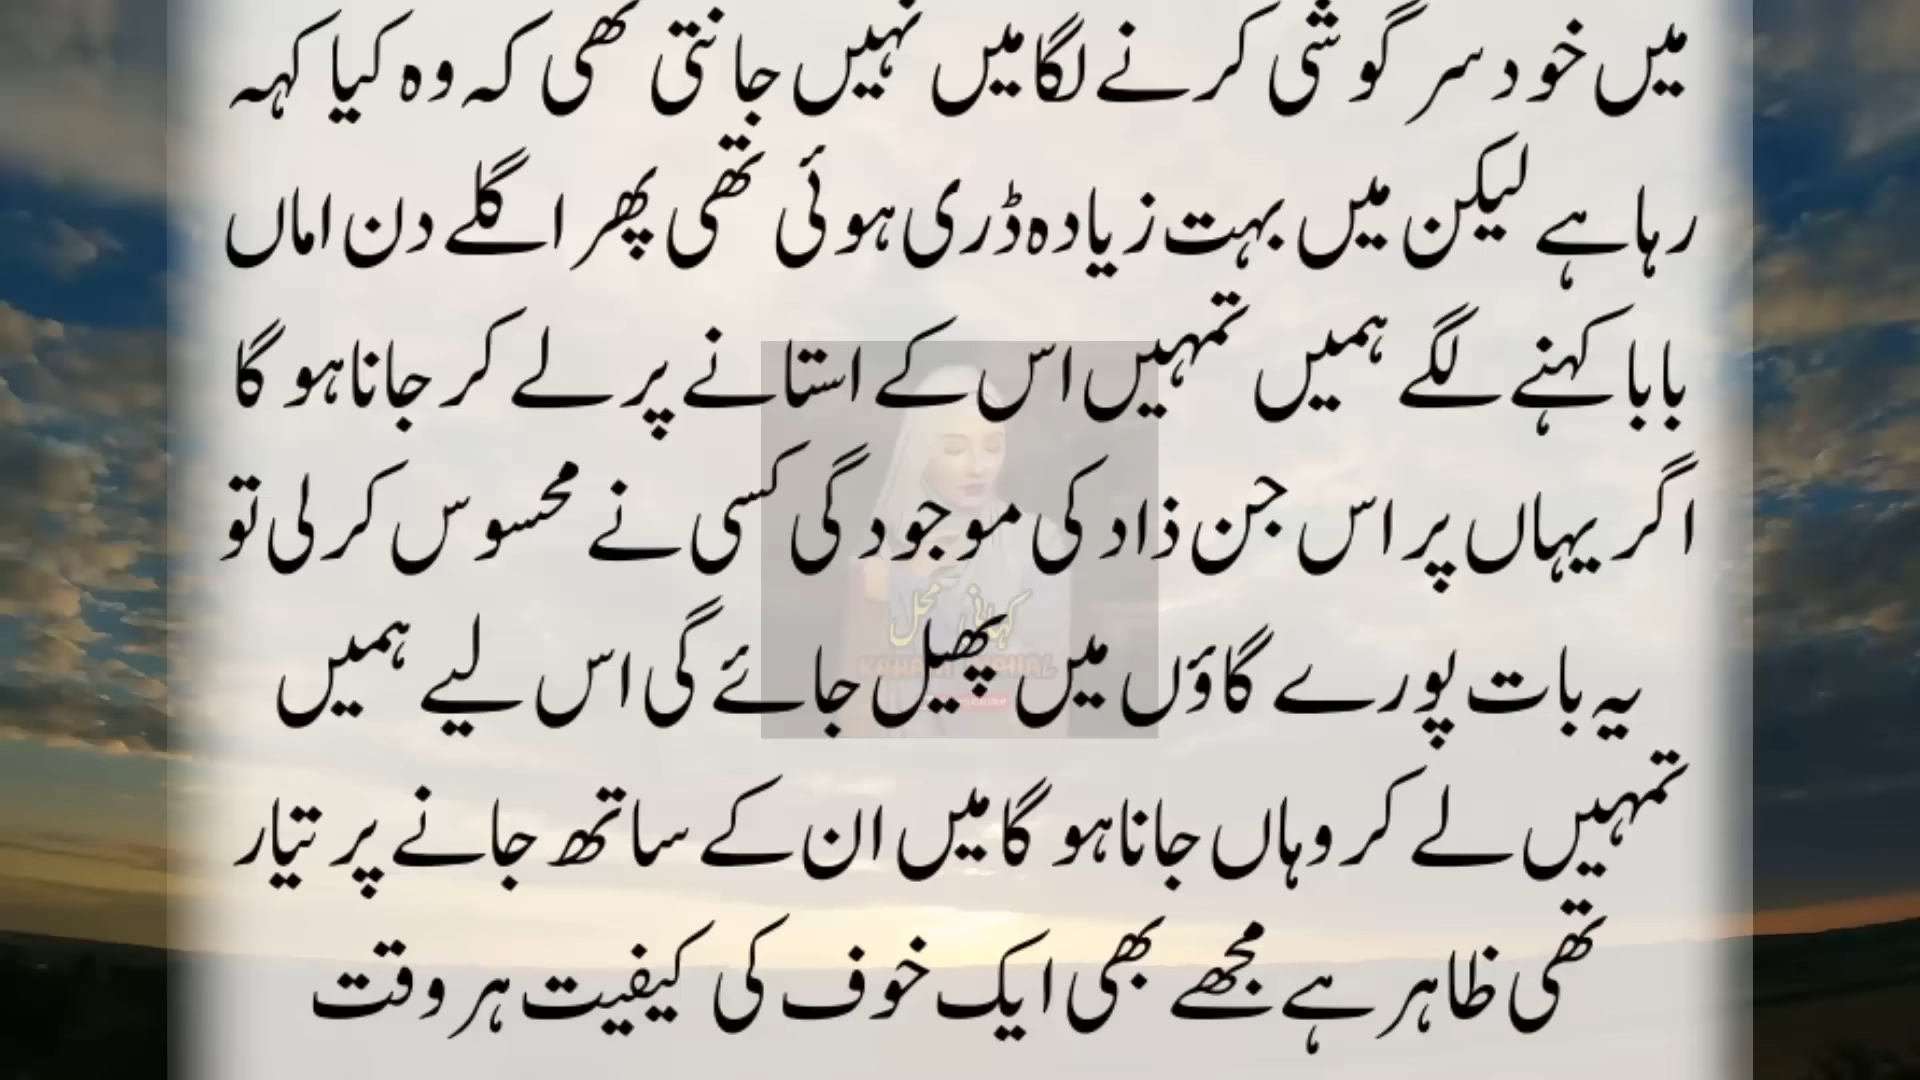 میں خود سرگوشی کرنے لگا میں نہیں جانتی تھی کہ وہ کیا کہہ
رہا ہے لیکن میں بہت زیادہ ڈری ہوئی تھی پھر اگلے دن اماں
بابا کہنے لگے ہمیں تمہیں اس کے استانے پر لے کر جانا ہو گا
اگر یہاں پر اس جن ذاد کی موجودگی کسی نے محسوس کر لی تو
یہ بات پورے گاؤں میں پھیل جائے گی اس لیے ہمیں
تمہیں لے کر وہاں جانا ہو گا میں ان کے ساتھ جانے پر تیار
تھی ظاہر ہے مجھے بھی ایک خوف کی کیفیت ہر وقت
کہانی محل
KAHANI